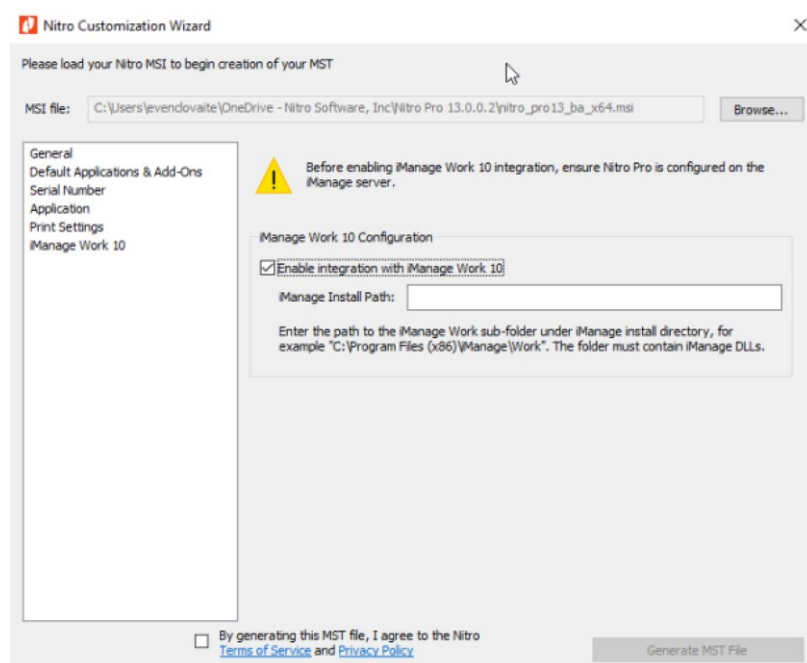 Nitro Customization Wizard
Please load your Nitro MSI to begin creation of your MST
MSI file: C:\Users\evendovaite\OneDrive - Nitro Software, Inc\Nitro Pro 13.0.0.2\nitro_pro13_ba_x64.msi Browse...
General
Default Applications & Add-Ons
Serial Number
Application
Print Settings
iManage Work 10
Before enabling iManage Work 10 integration, ensure Nitro Pro is configured on the
iManage server.
iManage Work 10 Configuration
Enable integration with iManage Work 10
iManage Install Path:
Enter the path to the iManage Work sub-folder under iManage install directory, for
example "C:\Program Files (x86)\iManage\Work". The folder must contain iManage DLLs.
By generating this MST file, I agree to the Nitro
Terms of Service and Privacy Policy
Generate MST File